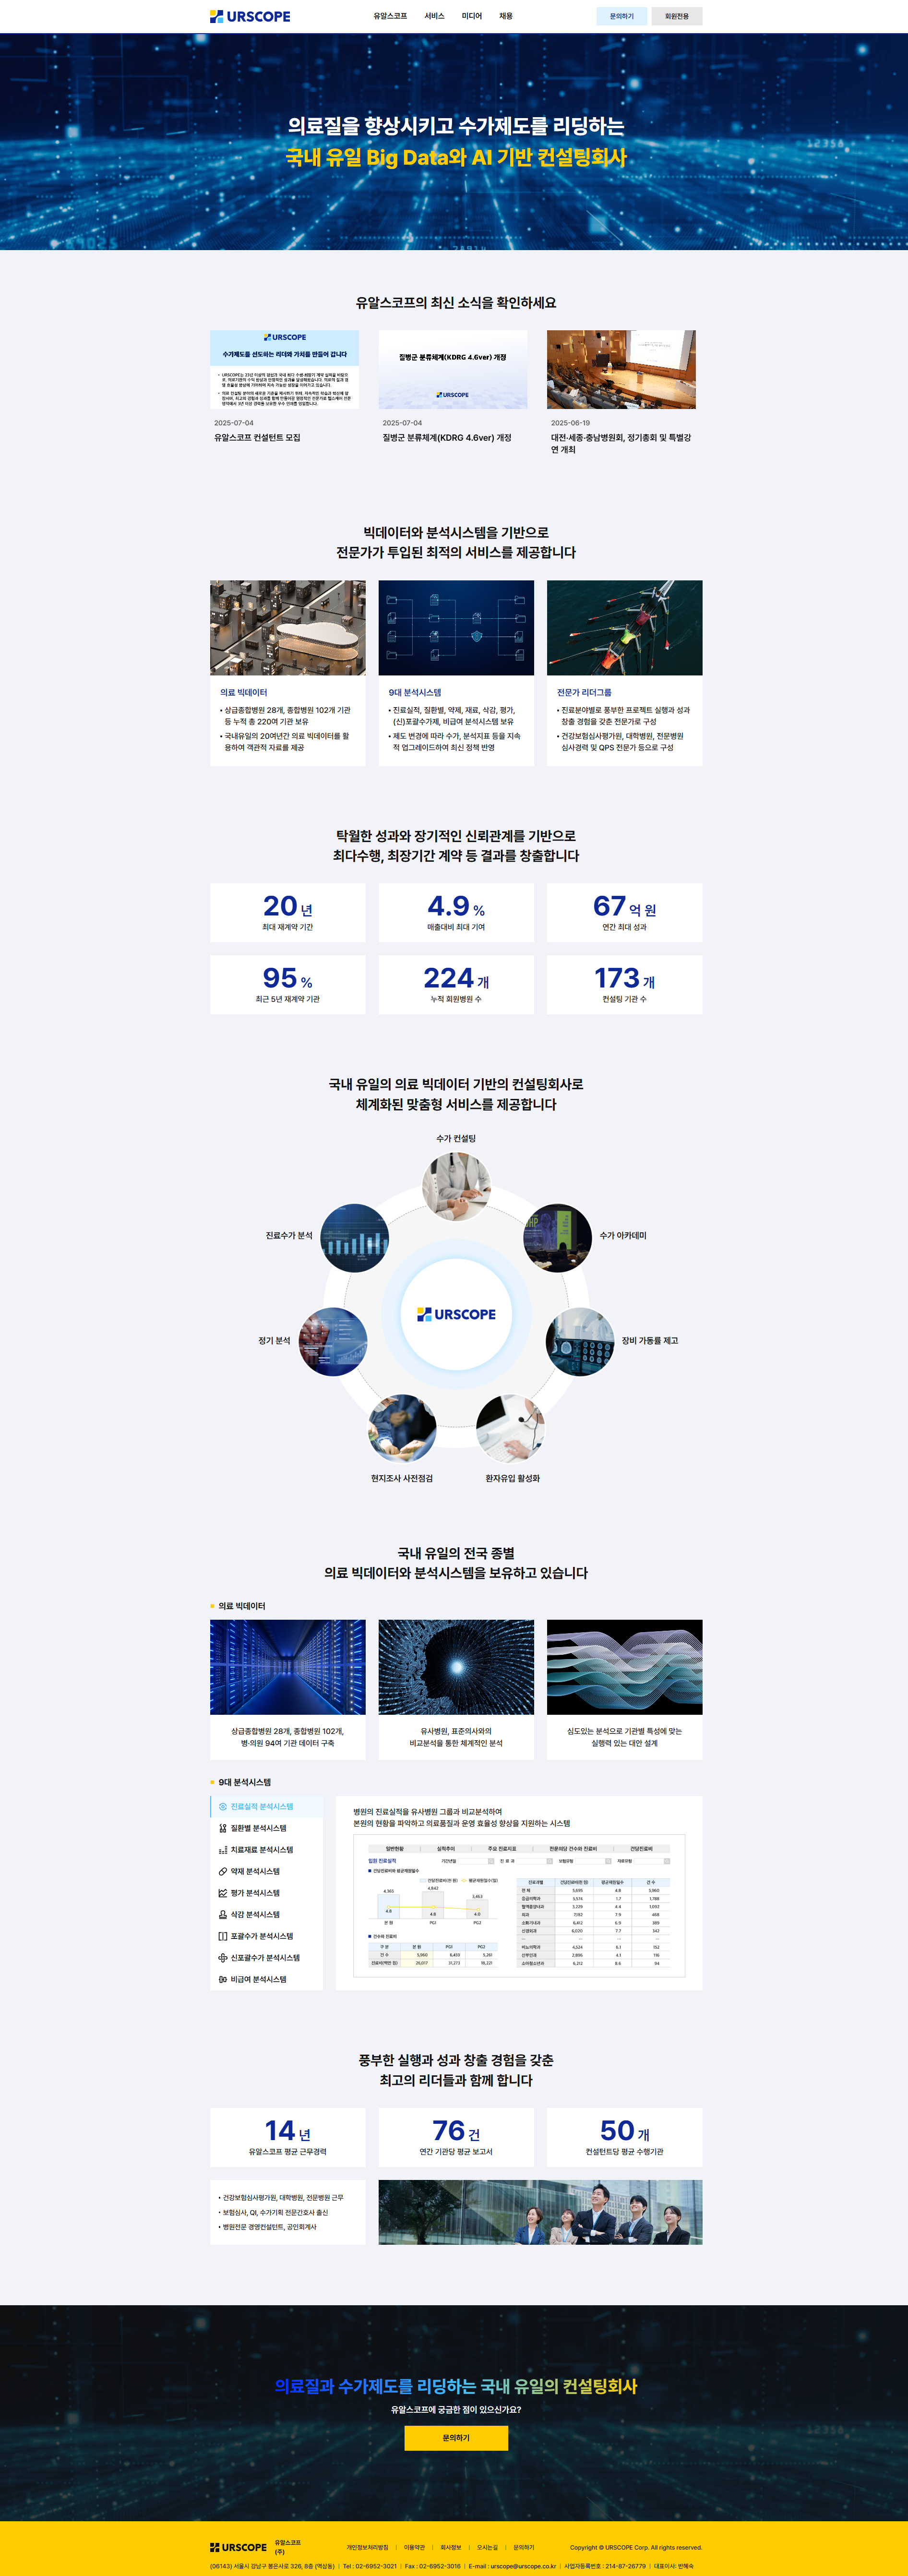 URSCOPE
유알스코프 서비스 미디어 채용
문의하기 회원전용
의료질을 향상시키고 수가제도를 리딩하는
국내 유일 Big Data와 AI 기반 컨설팅회사
유알스코프의 최신 소식을 확인하세요
URSCOPE
수가제도를 선도하는 리더와 가치를 만들어 갑니다
질병군 분류체계(KDRG 4.6ver) 개정
URSCOPE
2025-07-04
유알스코프 컨설턴트 모집
2025-07-04
질병군 분류체계(KDRG 4.6ver) 개정
2025-06-19
대전·세종·충남병원회, 정기총회 및 특별강
연 개최
빅데이터와 분석시스템을 기반으로
전문가가 투입된 최적의 서비스를 제공합니다
의료 빅데이터
• 상급종합병원 28개, 종합병원 102개 기관
등 누적 총 220여 기관 보유
• 국내유일의 20여년간 의료 빅데이터를 활
용하여 객관적 자료를 제공
9대 분석시스템
• 진료실적, 질환별, 약제, 재료, 삭감, 평가,
(신)포괄수가제, 비급여 분석시스템 보유
• 제도 변경에 따라 수가, 분석지표 등을 지속
적 업그레이드하여 최신 정책 반영
전문가 리더그룹
• 진료분야별로 풍부한 프로젝트 실행과 성과
창출 경험을 갖춘 전문가로 구성
• 건강보험심사평가원, 대학병원, 전문병원
심사경력 및 QPS 전문가 등으로 구성
탁월한 성과와 장기적인 신뢰관계를 기반으로
최다수행, 최장기간 계약 등 결과를 창출합니다
20 년
최대 재계약 기간
4.9 %
매출대비 최대 기여
67 억 원
연간 최대 성과
95 %
최근 5년 재계약 기관
224 개
누적 회원병원 수
173 개
컨설팅 기관 수
국내 유일의 의료 빅데이터 기반의 컨설팅회사로
체계화된 맞춤형 서비스를 제공합니다
수가 컨설팅
진료수가 분석
수가 아카데미
URSCOPE
정기 분석
장비 가동률 제고
현지조사 사전점검
환자유입 활성화
국내 유일의 전국 종별
의료 빅데이터와 분석시스템을 보유하고 있습니다
의료 빅데이터
상급종합병원 28개, 종합병원 102개,
병·의원 94여 기관 데이터 구축
유사병원, 표준의사와의
비교분석을 통한 체계적인 분석
심도있는 분석으로 기관별 특성에 맞는
실행력 있는 대안 설계
9대 분석시스템
진료실적 분석시스템
질환별 분석시스템
치료재료 분석시스템
약재 분석시스템
평가 분석시스템
삭감 분석시스템
포괄수가 분석시스템
신포괄수가 분석시스템
비급여 분석시스템
병원의 진료실적을 유사병원 그룹과 비교분석하여
본원의 현황을 파악하고 의료품질과 운영 효율성 향상을 지원하는 시스템
일반현황 실적추이 주요 진료지표 전문의당 건수와 진료비 건당진료비
입원 진료실적
풍부한 실행과 성과 창출 경험을 갖춘
최고의 리더들과 함께 합니다
14 년
유알스코프 평균 근무경력
76 건
연간 기관당 평균 보고서
50 개
컨설턴트당 평균 수행기관
• 건강보험심사평가원, 대학병원, 전문병원 근무
• 보험심사, QI, 수가기획 전문간호사 출신
• 병원전문 경영컨설턴트, 공인회계사
의료질과 수가제도를 리딩하는 국내 유일의 컨설팅회사
유알스코프에 궁금한 점이 있으신가요?
문의하기
URSCOPE
유알스코프
(주)
개인정보처리방침 | 이용약관 | 회사정보 | 오시는길 | 문의하기
Copyright © URSCOPE Corp. All rights reserved.
(06143) 서울시 강남구 봉은사로 326, 8층 (역삼동) | Tel : 02-6952-3021 | Fax : 02-6952-3016 | E-mail : urscope@urscope.co.kr | 사업자등록번호 : 214-87-26779 | 대표이사: 반혜숙